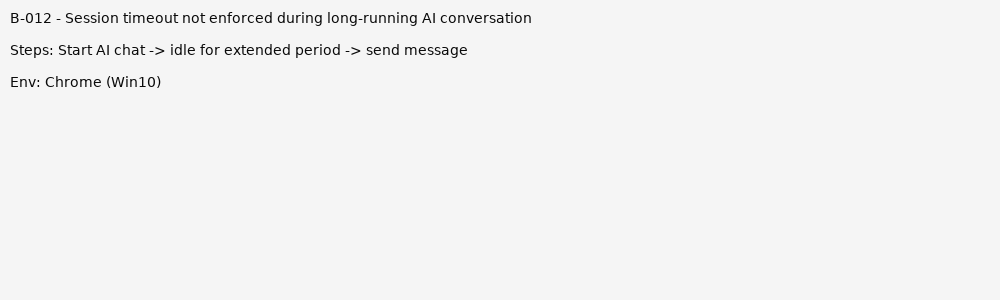 B-012 - Session timeout not enforced during long-running AI conversation
Steps: Start AI chat -> idle for extended period -> send message
Env: Chrome (Win10)